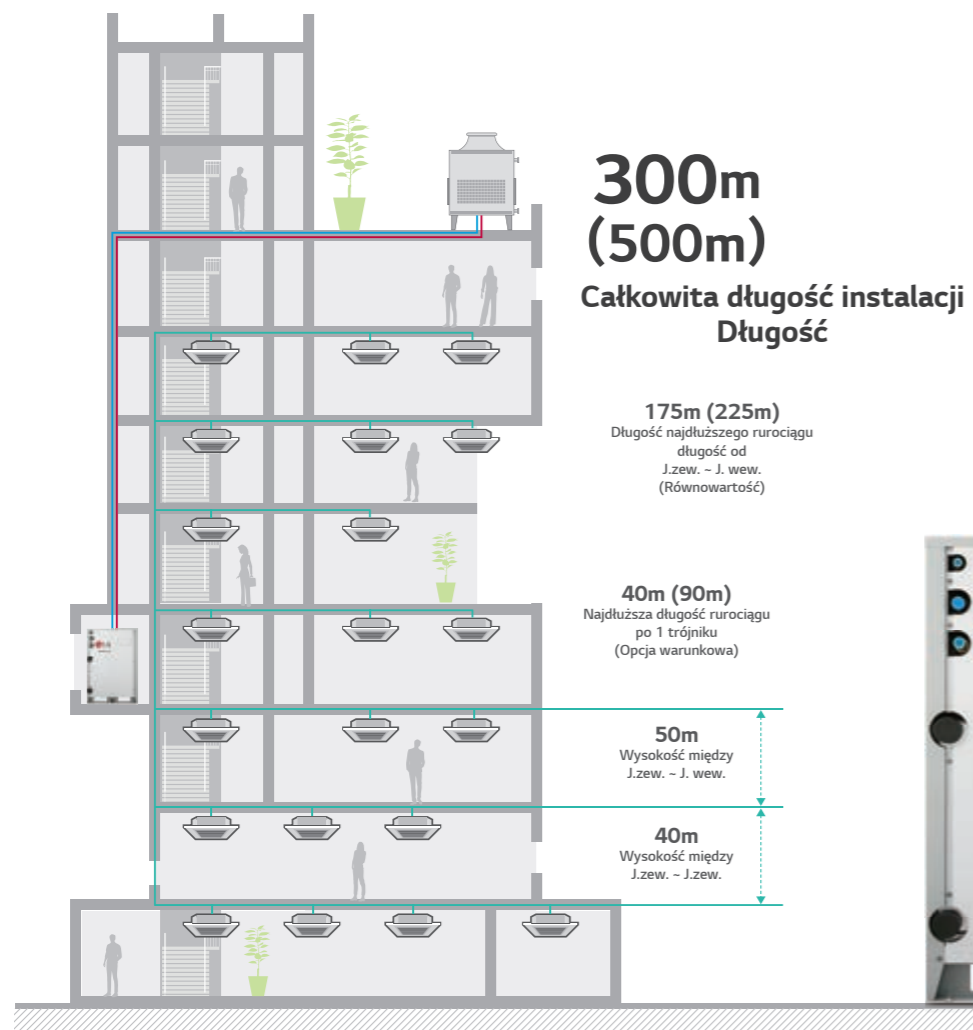 300m
(500m)
Całkowita długość instalacji
Długość
175m (225m)
Długość najdłuższego rurociągu
długość od
J.zew. ~ J. wew.
(Równowartość)
40m (90m)
Najdłuższa długość rurociągu
po 1 trójniku
(Opcja warunkowa)
50m
Wysokość między
J.zew. ~ J. wew.
40m
Wysokość między
J.zew. ~ J.zew.